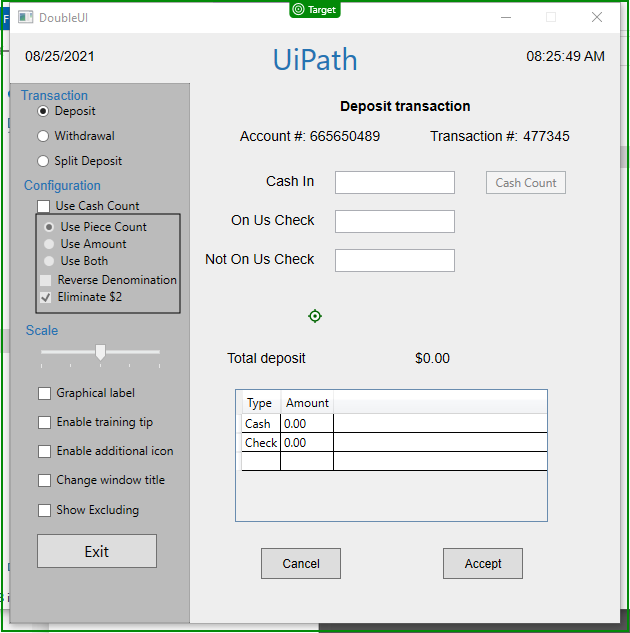 Target
DoubleUI
08/25/2021
UiPath
08:25:49 AM
Transaction
Deposit
Withdrawal
Split Deposit
Configuration
Use Cash Count
Use Piece Count
Use Amount
Use Both
Reverse Denomination
Eliminate $2
Scale
Graphical label
Enable training tip
Enable additional icon
Change window title
Show Excluding
Exit
Deposit transaction
Account #: 665650489 Transaction #: 477345
Cash In
Cash Count
On Us Check
Not On Us Check
Total deposit $0.00
Type Amount
Cash 0.00
Check 0.00
Cancel Accept